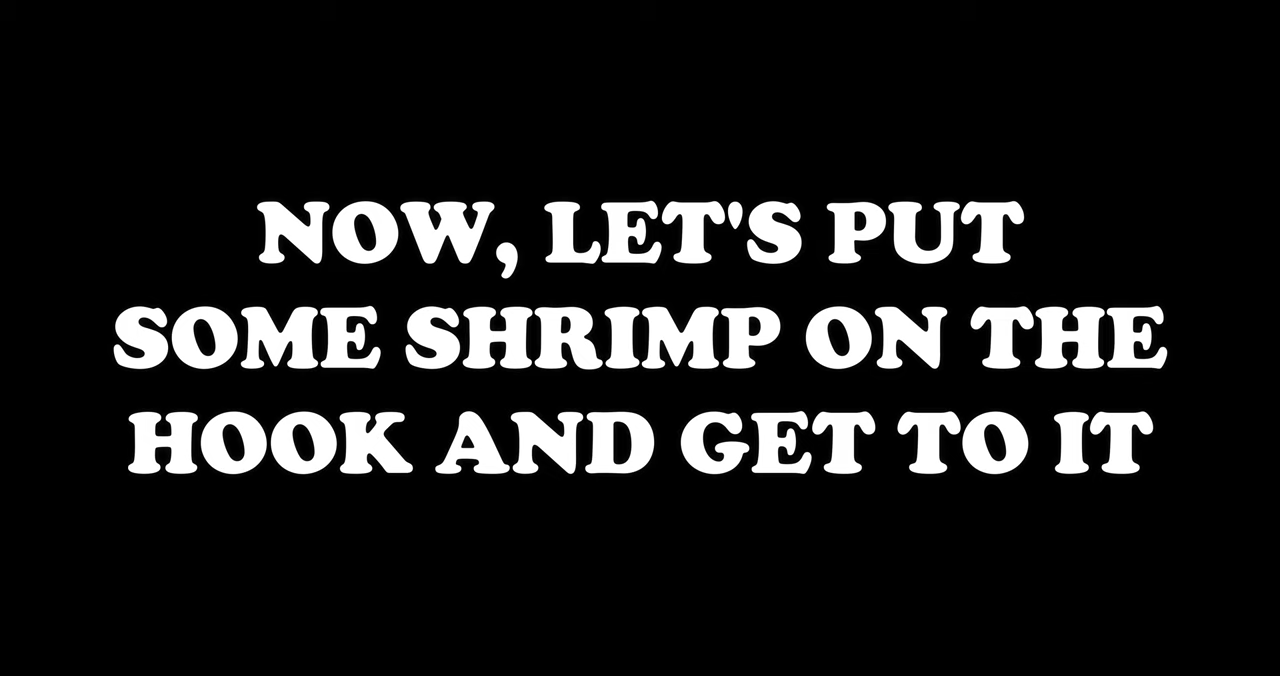 NOW, LET'S PUT
SOME SHRIMP ON THE
HOOK AND GET TO IT